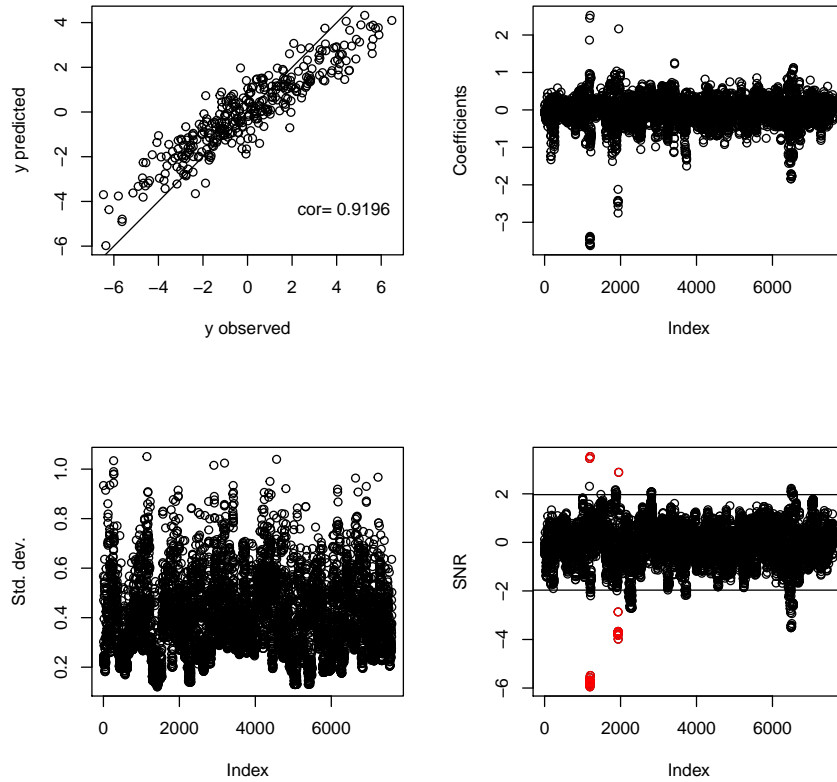 4
2
0
−2
−4
−6
y predicted
cor= 0.9196
−6 −4 −2 0 2 4 6
y observed
2
1
0
−1
−2
−3
Coefficients
0 2000 4000 6000
Index
1.0
0.8
0.6
0.4
0.2
Std. dev.
0 2000 4000 6000
Index
4
2
0
−2
−4
−6
SNR
0 2000 4000 6000
Index